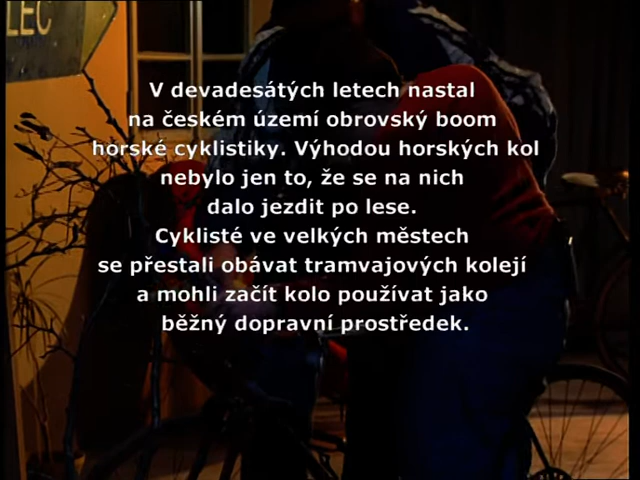 LEC
V devadesátých letech nastal
na českém území obrovský boom
horské cyklistiky. Výhodou horských kol
nebylo jen to, že se na nich
dalo jezdit po lese.
Cyklisté ve velkých městech
se přestali obávat tramvajových kolejí
a mohli začít kolo používat jako
běžný dopravní prostředek.